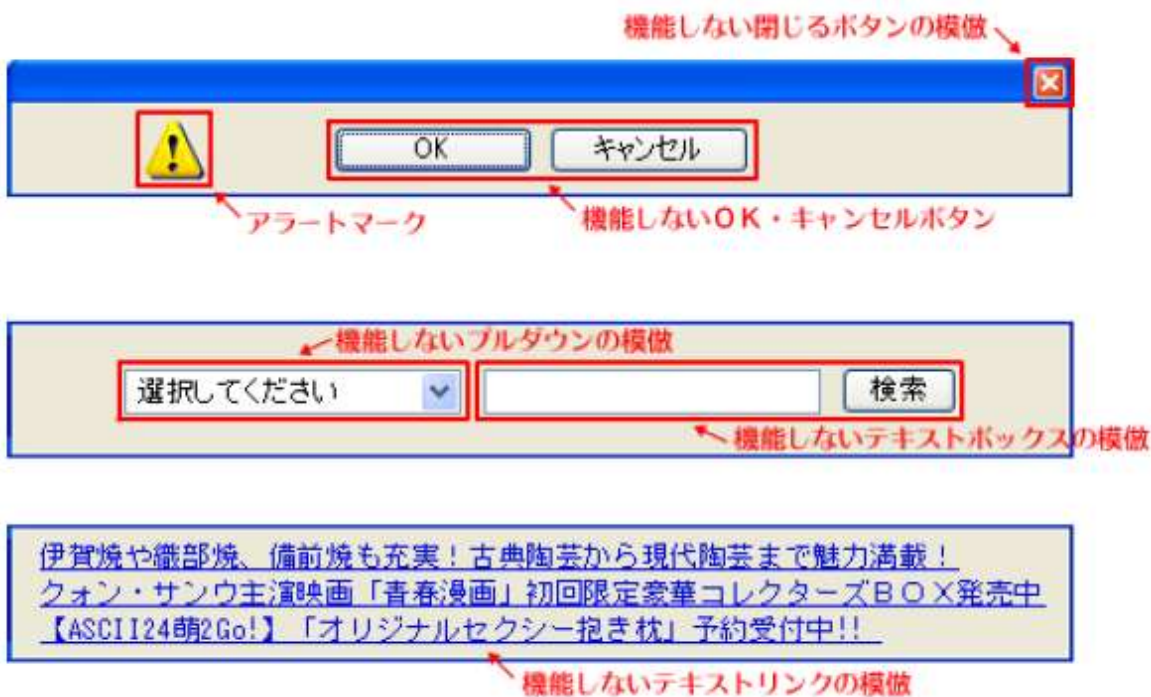 機能しない閉じるボタンの模倣
OK
キャンセル
アラートマーク
機能しないOK・キャンセルボタン
機能しないプルダウンの模倣
選択してください
検索
機能しないテキストボックスの模倣
伊賀焼や織部焼、備前焼も充実！古典陶芸から現代陶芸まで魅力満載！
クォン・サンウ主演映画「青春漫画」初回限定豪華コレクターズＢＯＸ発売中
【ASCII24萌2Go!】「オリジナルセクシー抱き枕」予約受付中!!
機能しないテキストリンクの模倣